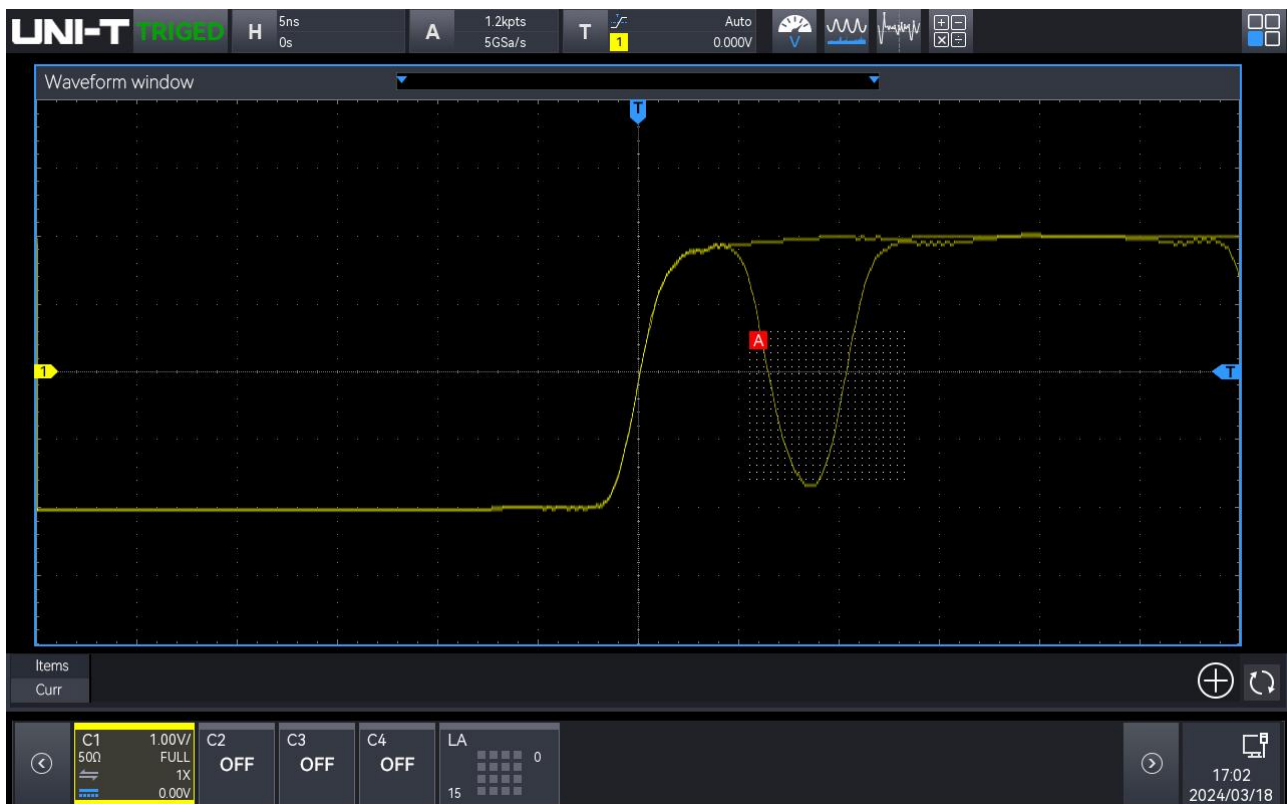 UNI-T TRIGED H 5ns A 1.2kpts T Auto
0s 5GSa/s 1 0.000V V
Waveform window
T
A
1 T
Items
Curr
C1 1.00V/ C2 C3 C4 LA
50Ω FULL OFF OFF OFF 0
1X
0.00V 15
17:02
2024/03/18